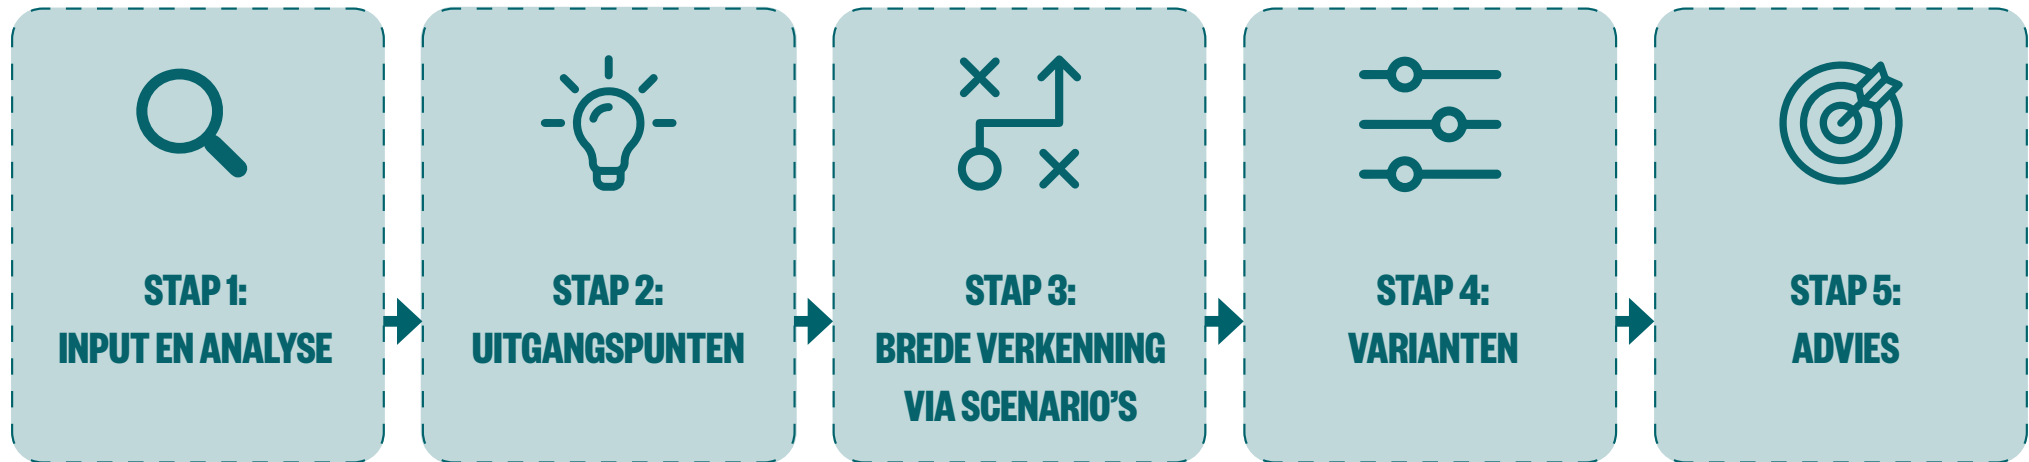 STAP 1:
INPUT EN ANALYSE
STAP 2:
UITGANGSPUNTEN
STAP 3:
BREDE VERKENNING
VIA SCENARIO'S
STAP 4:
VARIANTEN
STAP 5:
ADVIES